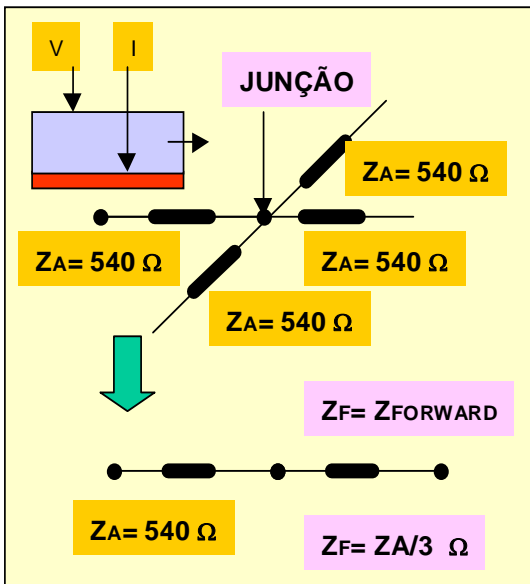 V
I
JUNÇÃO
ZA= 540 Ω
ZA= 540 Ω
ZA= 540 Ω
ZA= 540 Ω
ZF= ZFORWARD
ZA= 540 Ω
ZF= ZA/3 Ω